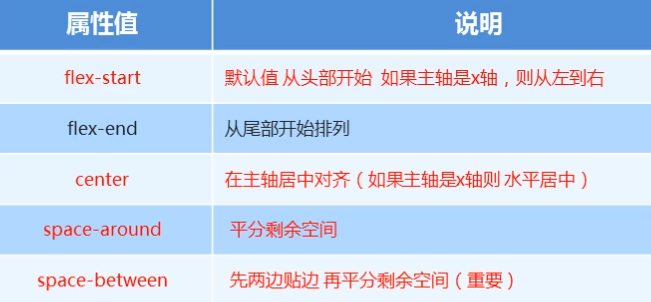 属性值 说明
flex-start 默认值 从头部开始 如果主轴是x轴，则从左到右
flex-end 从尾部开始排列
center 在主轴居中对齐（如果主轴是x轴则 水平居中）
space-around 平分剩余空间
space-between 先两边贴边 再平分剩余空间（重要）